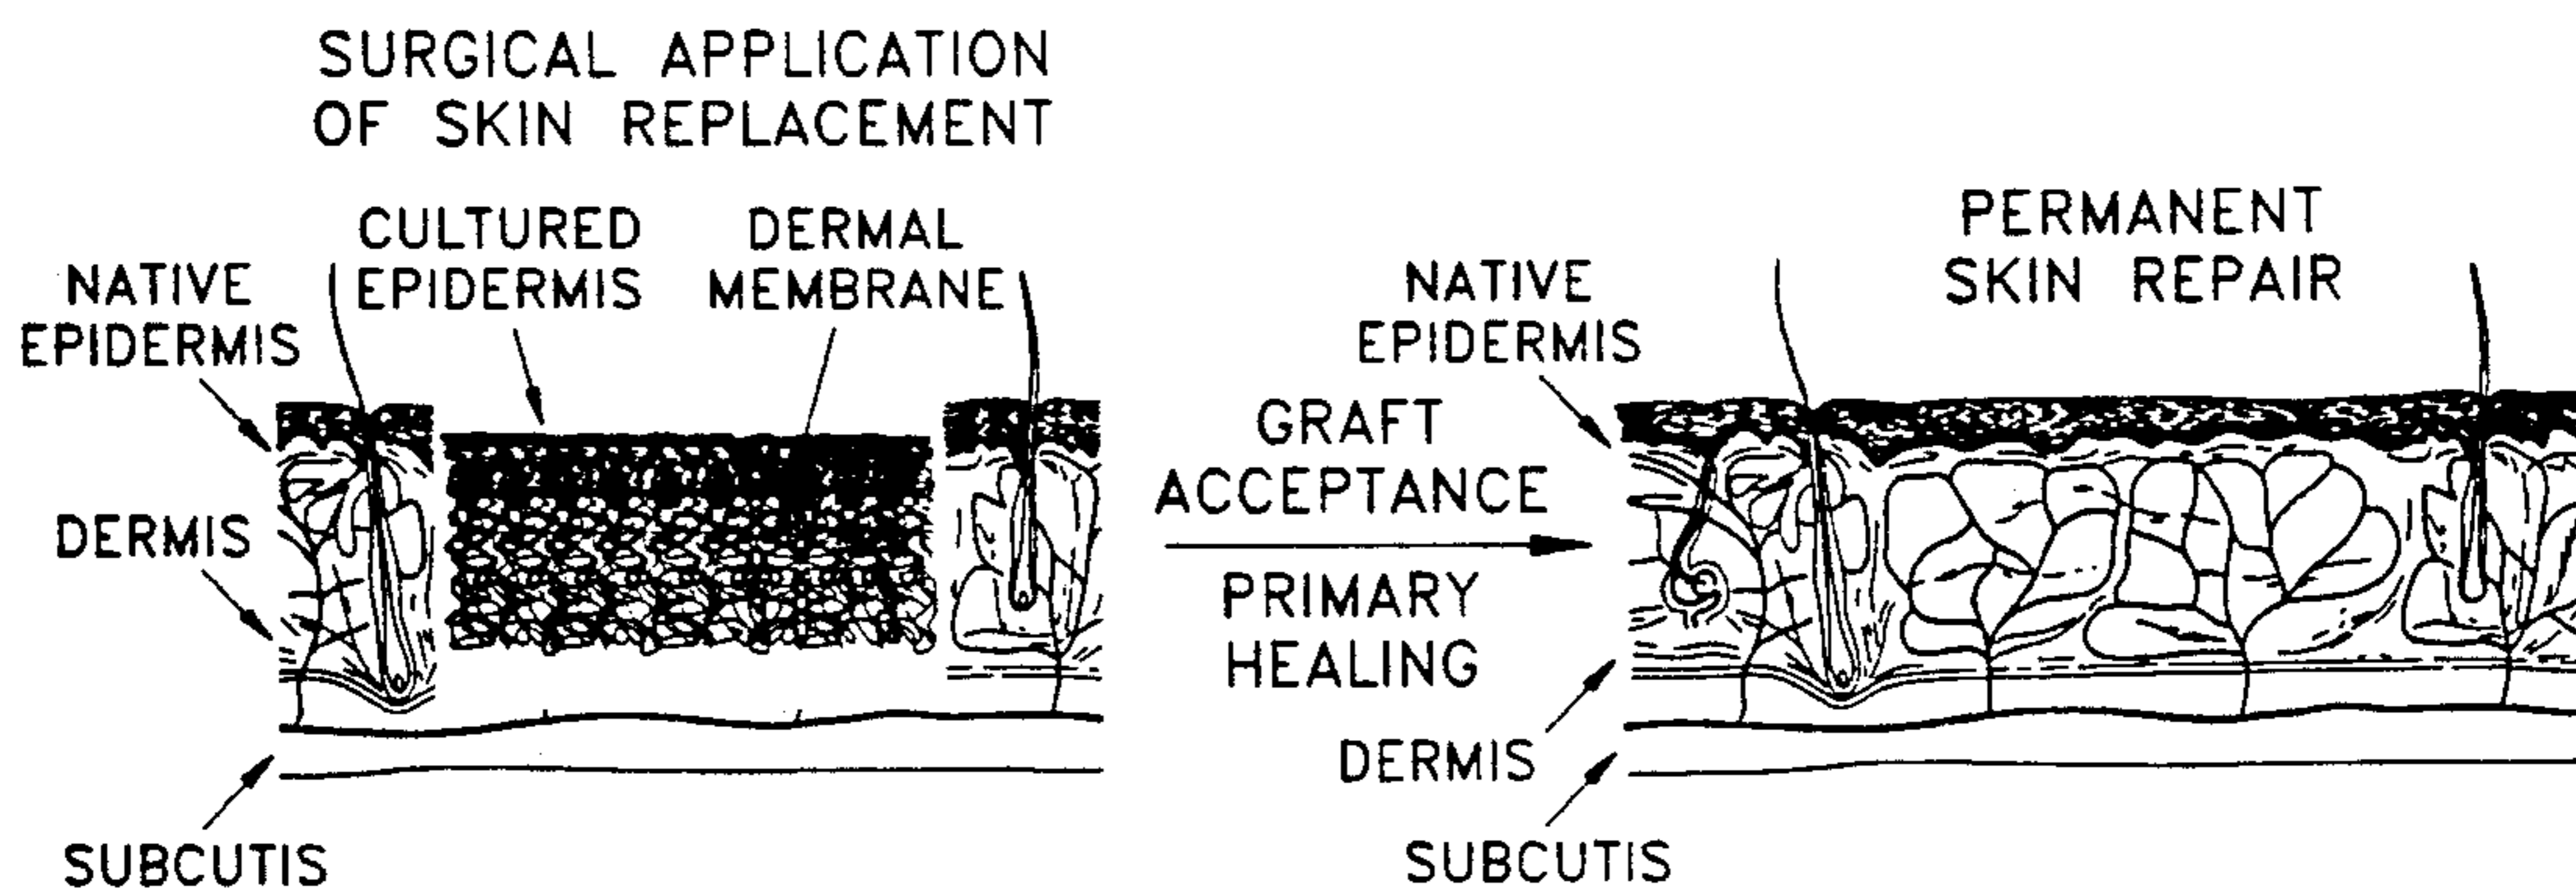 SURGICAL APPLICATION
OF SKIN REPLACEMENT
CULTURED
EPIDERMIS
DERMAL
MEMBRANE
NATIVE
EPIDERMIS
DERMIS
SUBCUTIS
GRAFT
ACCEPTANCE
PRIMARY
HEALING
PERMANENT
SKIN REPAIR
NATIVE
EPIDERMIS
DERMIS
SUBCUTIS